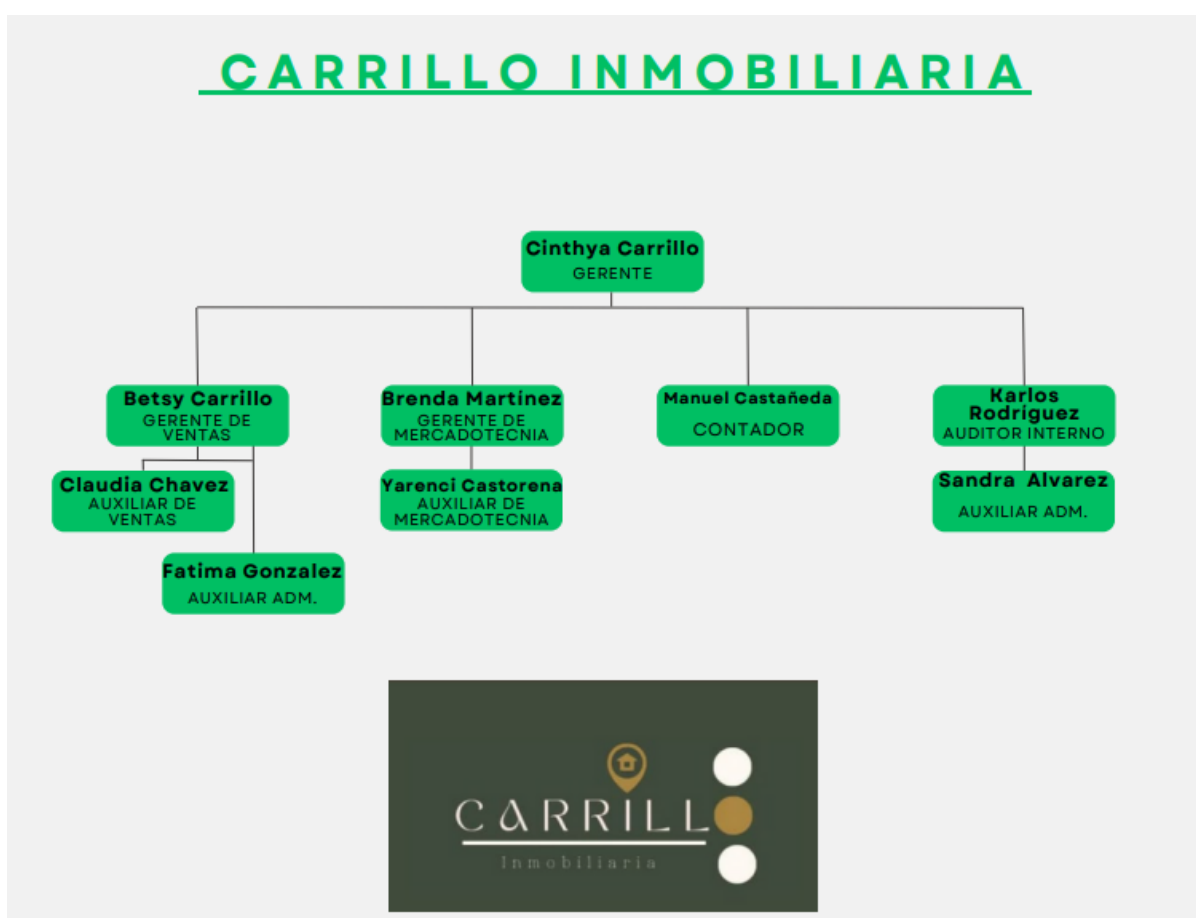 CARRILLO INMOBILIARIA
Cinthya Carrillo
GERENTE
Betsy Carrillo
GERENTE DE
VENTAS
Brenda Martinez
GERENTE DE
MERCADOTECNIA
Manuel Castañeda
CONTADOR
Karlos
Rodríguez
AUDITOR INTERNO
Claudia Chavez
AUXILIAR DE
VENTAS
Yarenci Castorena
AUXILIAR DE
MERCADOTECNIA
Sandra Alvarez
AUXILIAR ADM.
Fatima Gonzalez
AUXILIAR ADM.
CARRILL
Inmobiliaria